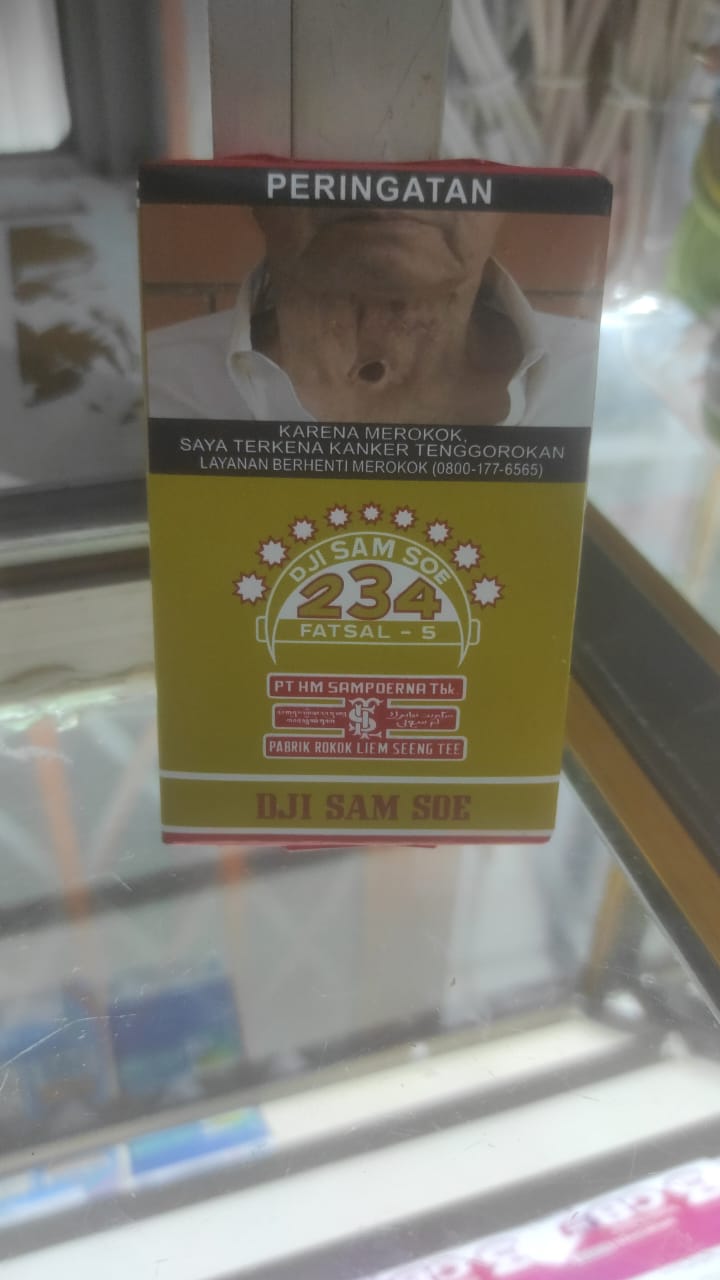 PERINGATAN
KARENA MEROKOK,
SAYA TERKENA KANKER TENGGOROKAN
LAYANAN BERHENTI MEROKOK (0800-177-6565)
DJI SAM SOE
234
FATSAL - 5
PT HM SAMPOERNA Tbk
PABRIK ROKOK LIEM SEENG TEE
DJI SAM SOE